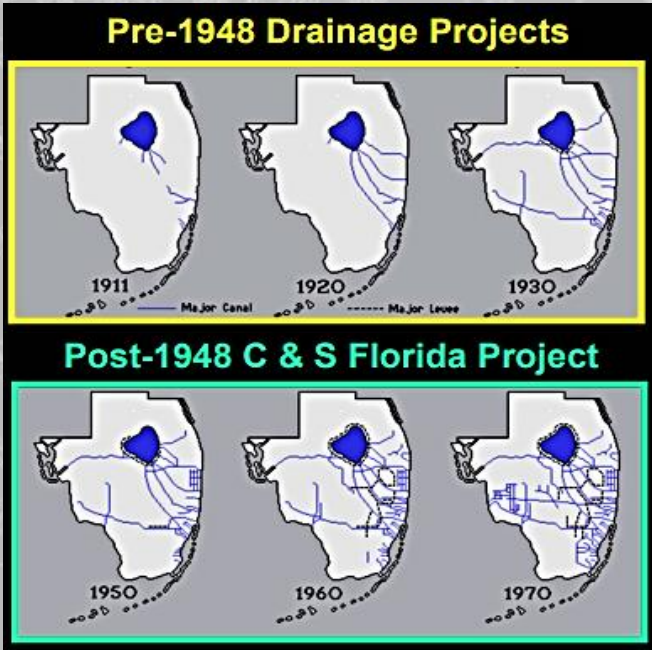 Pre-1948 Drainage Projects
1911
1920
1930
Major Canal
Major Levee
Post-1948 C & S Florida Project
1950
1960
1970